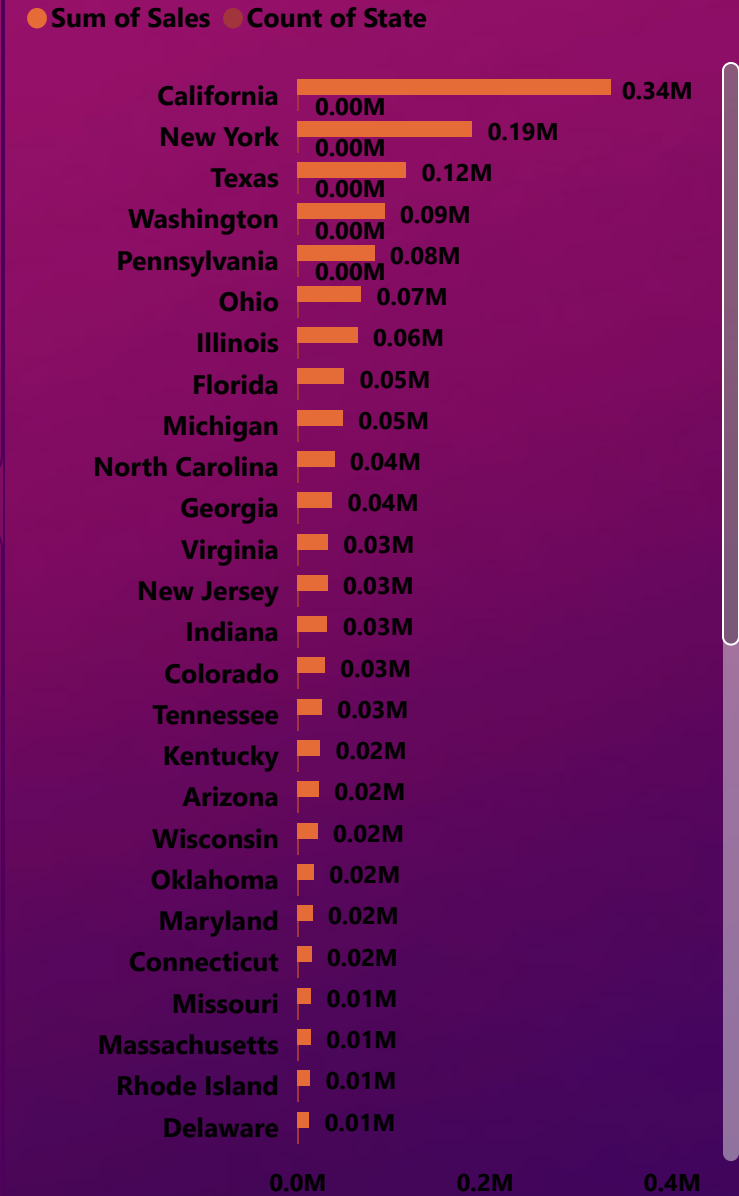 Sum of Sales Count of State
California 0.34M
0.00M
New York 0.19M
0.00M
Texas 0.12M
0.00M
Washington 0.09M
0.00M
Pennsylvania 0.08M
0.00M
Ohio 0.07M
Illinois 0.06M
Florida 0.05M
Michigan 0.05M
North Carolina 0.04M
Georgia 0.04M
Virginia 0.03M
New Jersey 0.03M
Indiana 0.03M
Colorado 0.03M
Tennessee 0.03M
Kentucky 0.02M
Arizona 0.02M
Wisconsin 0.02M
Oklahoma 0.02M
Maryland 0.02M
Connecticut 0.02M
Missouri 0.01M
Massachusetts 0.01M
Rhode Island 0.01M
Delaware 0.01M
0.0M 0.2M 0.4M